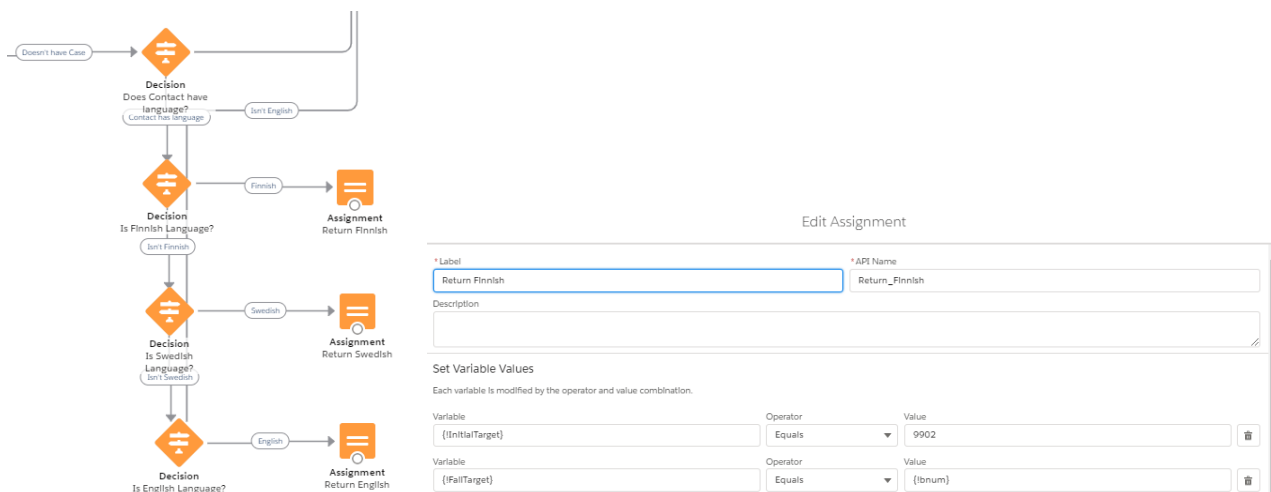 Doesn't have Case
Decision
Does Contact have
language?
Contact has language
Isn't English
Decision
Is Finnish Language?
Finnish
Assignment
Return Finnish
Isn't Finnish
Decision
Is Swedish
Language?
Swedish
Assignment
Return Swedish
Isn't Swedish
Decision
Is English Language?
English
Assignment
Return English
Edit Assignment
* Label
* API Name
Return Finnish
Return_Finnish
Description
Set Variable Values
Each variable is modified by the operator and value combination.
Variable
Operator
Value
{!InitialTarget}
Equals
9902
Variable
Operator
Value
{!FailTarget}
Equals
{!bnum}